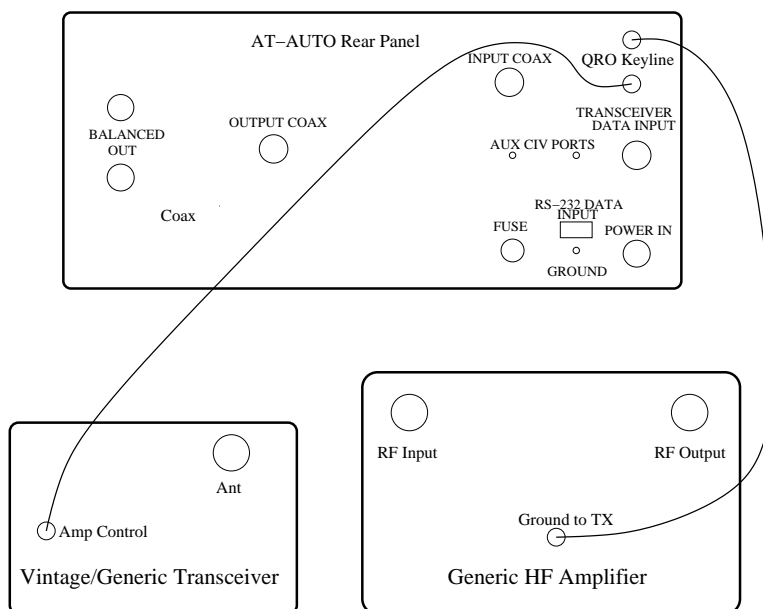 AT−AUTO Rear Panel
QRO Keyline
INPUT COAX
TRANSCEIVER
DATA INPUT
OUTPUT COAX
BALANCED
OUT
AUX CIV PORTS
Coax
RS−232 DATA
INPUT
FUSE
POWER IN
GROUND
RF Input
RF Output
Ant
Amp Control
Ground to TX
Vintage/Generic Transceiver
Generic HF Amplifier